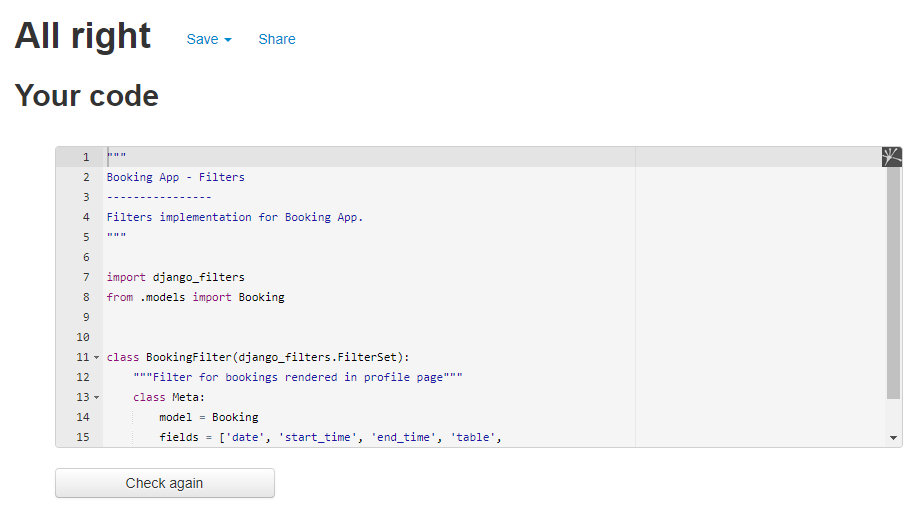 All right Save Share
Your code
1 """
2 Booking App - Filters
3 ----------------
4 Filters implementation for Booking App.
5 """
6
7 import django_filters
8 from .models import Booking
9
10
11 class BookingFilter(django_filters.FilterSet):
12 """Filter for bookings rendered in profile page"""
13 class Meta:
14 model = Booking
15 fields = ['date', 'start_time', 'end_time', 'table',
Check again